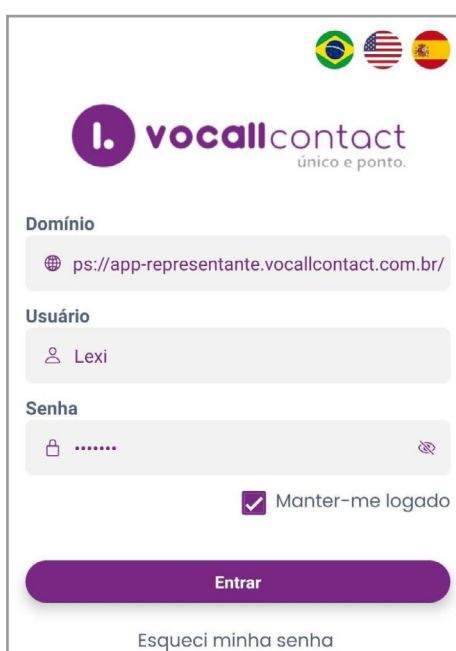 l. vocallcontact
único e ponto.
Domínio
ps://app-representante.vocallcontact.com.br/
Usuário
Lexi
Senha
•••••••
Manter-me logado
Entrar
Esqueci minha senha